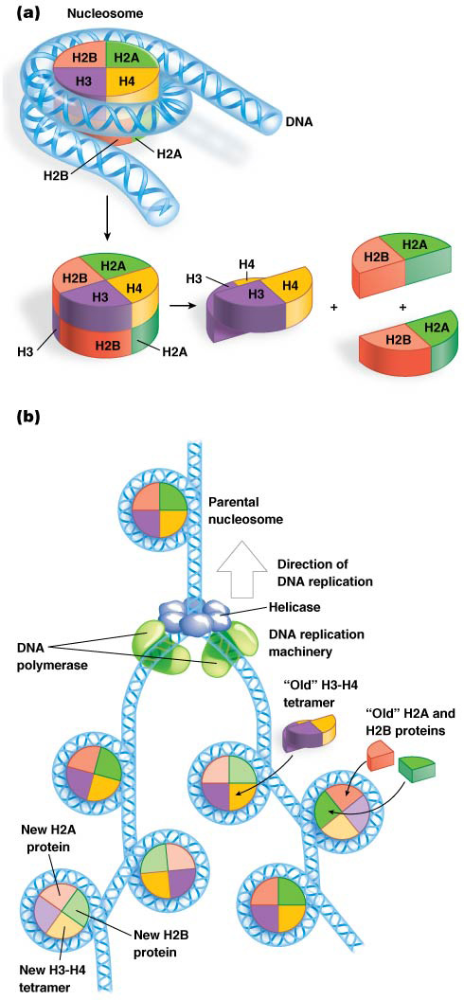 (a)
Nucleosome
H2B H2A
H3 H4
DNA
H2A
H2B
H2A
H2B
H4
H3
H2B
H3
H2A
H4
H3
H3
H4
+
H2B
H2A
+
H2B
H2A
(b)
Parental
nucleosome
Direction of
DNA replication
Helicase
DNA
polymerase
DNA replication
machinery
“Old” H3-H4
tetramer
“Old” H2A and
H2B proteins
New H2A
protein
New H2B
protein
New H3-H4
tetramer